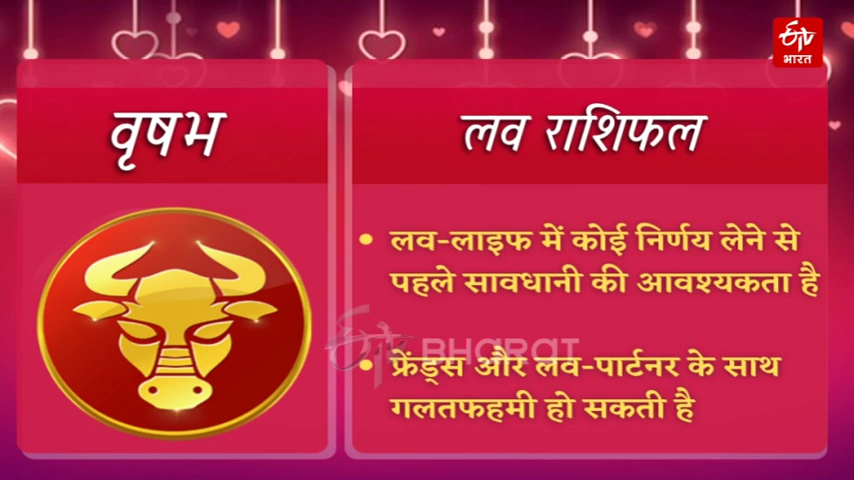 ETV
भारत
वृषभ
लव राशिफल
• लव-लाइफ में कोई निर्णय लेने से
पहले सावधानी की आवश्यकता है
ETV BHARAT
• फ्रेंड्स और लव-पार्टनर के साथ
गलतफहमी हो सकती है